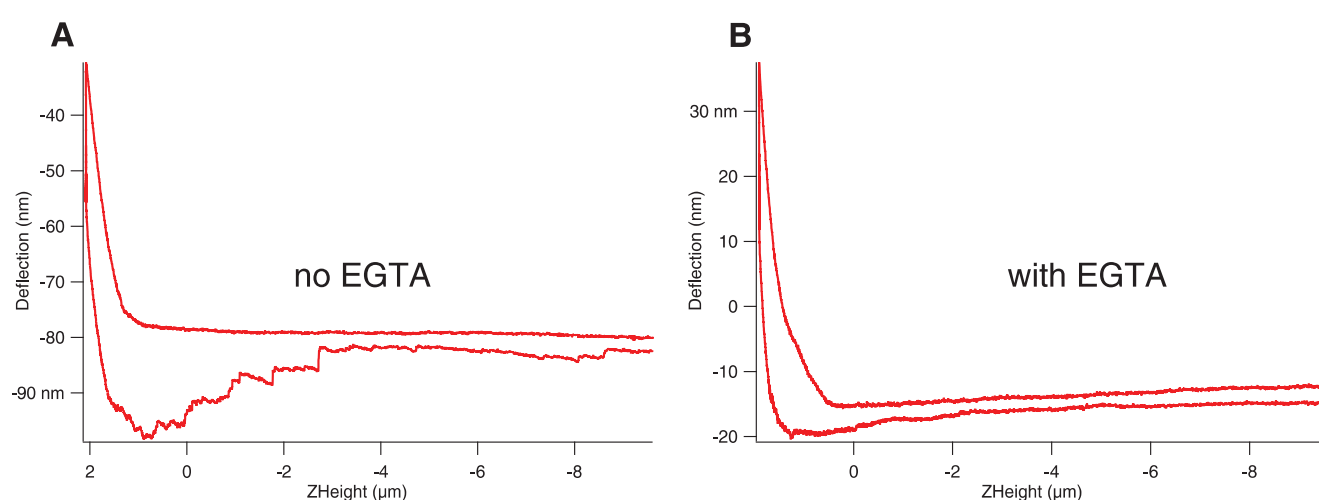 A
-40
-50
-60
-70
-80
-90 nm
Deflection (nm)
no EGTA
2
0
-2
-4
-6
-8
ZHeight (µm)
B
30 nm
20
10
0
-10
-20
Deflection (nm)
with EGTA
0
-2
-4
-6
-8
ZHeight (µm)